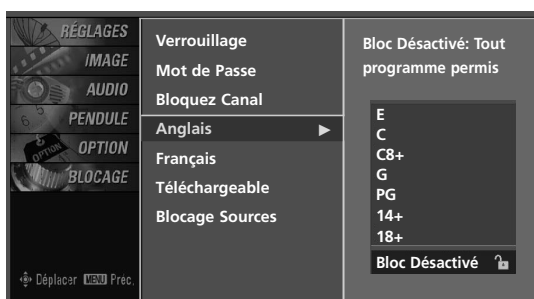 RÉGLAGES
IMAGE
AUDIO
PENDULE
OPTION
BLOCAGE
Déplacer MENU Préc.
Verrouillage
Mot de Passe
Bloquez Canal
Anglais ▶
Français
Téléchargeable
Blocage Sources
Bloc Désactivé: Tout
programme permis
E
C
C8+
G
PG
14+
18+
Bloc Désactivé